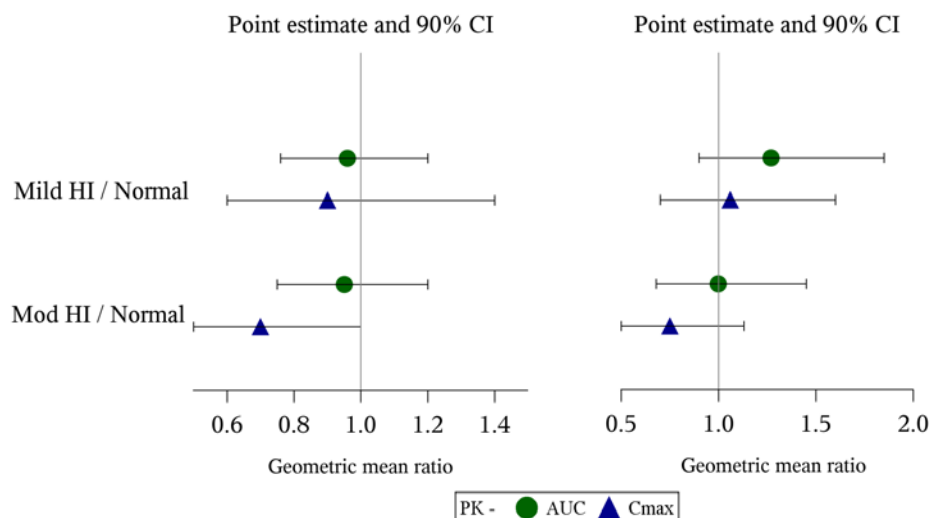 Point estimate and 90% CI
Point estimate and 90% CI
Mild HI / Normal
Mod HI / Normal
0.6 0.8 1.0 1.2 1.4
0.5 1.0 1.5 2.0
Geometric mean ratio
Geometric mean ratio
PK - AUC Cmax